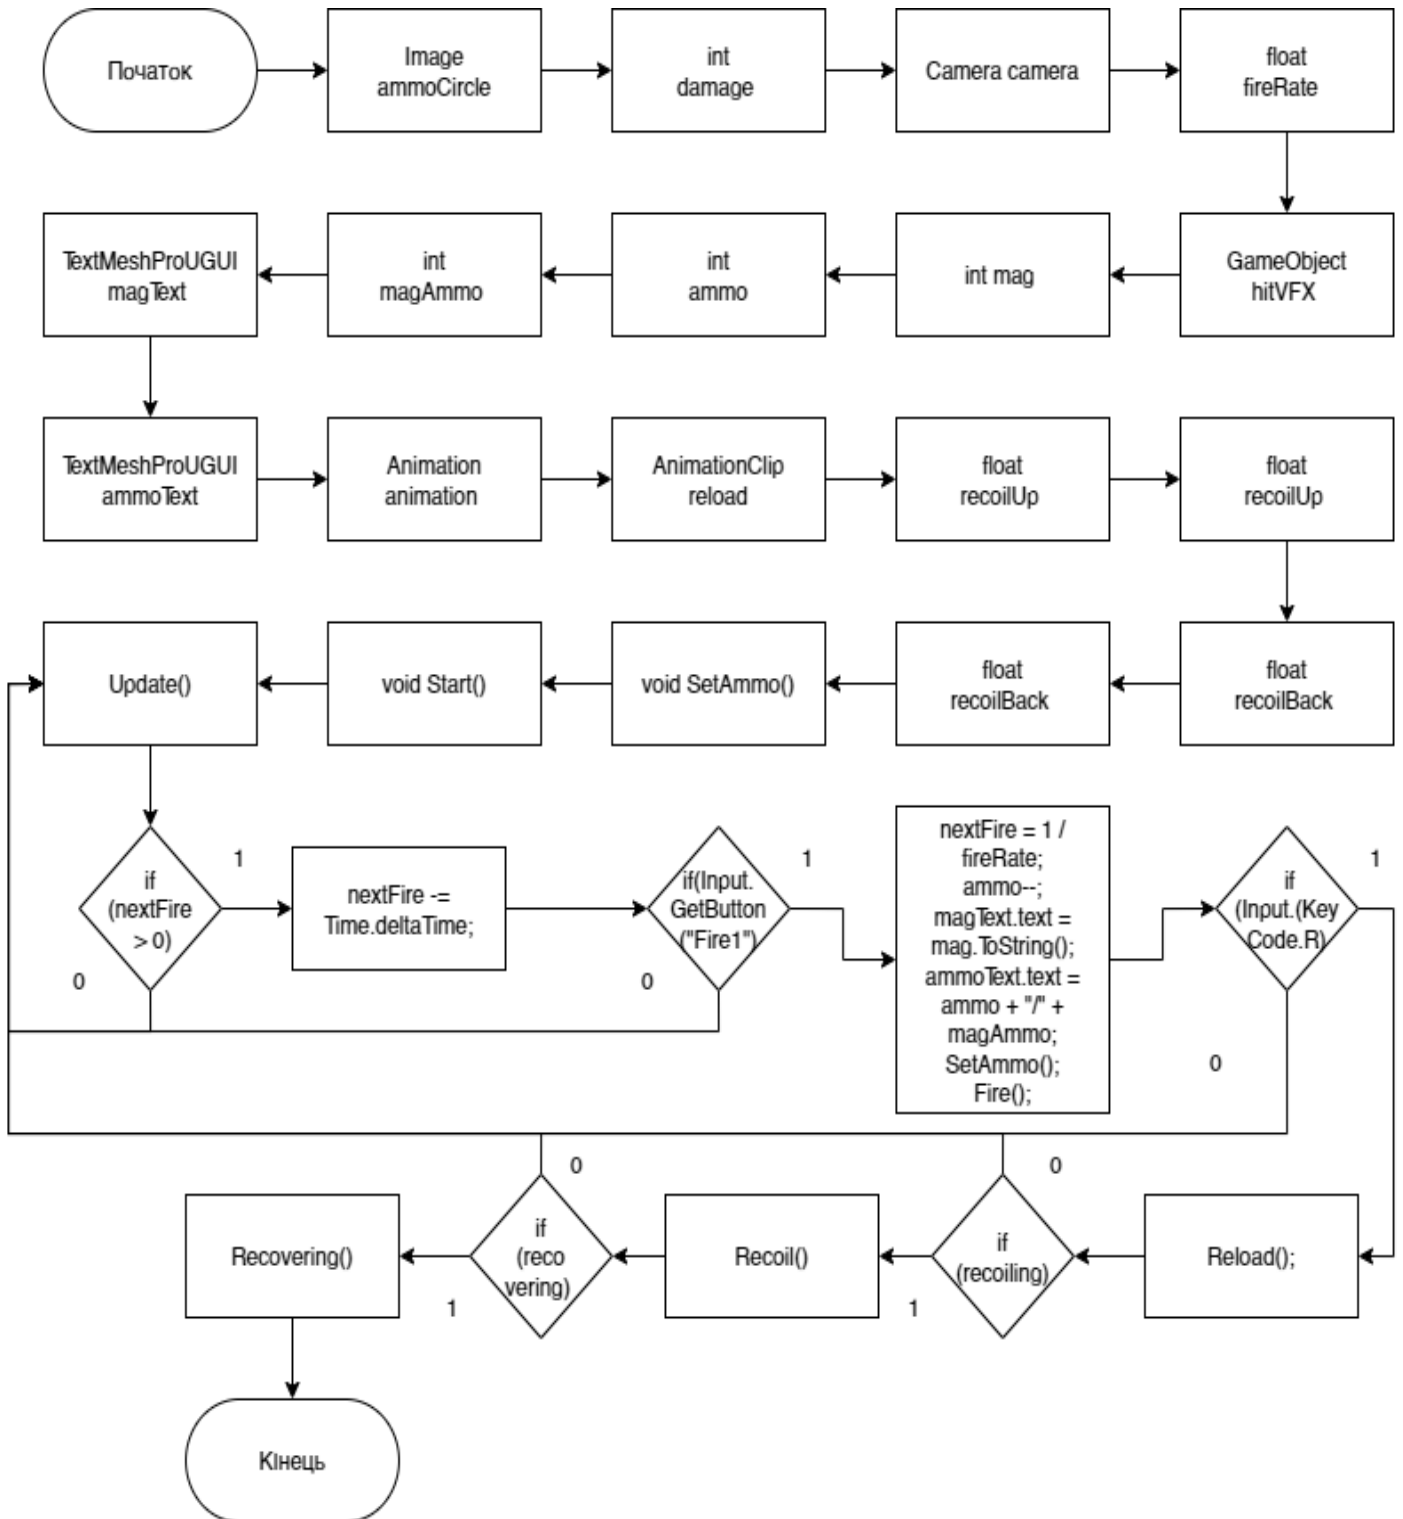 Початок
Image
ammoCircle
int
damage
Camera camera
float
fireRate
GameObject
hitVFX
int mag
int
ammo
int
magAmmo
TextMeshProUGUI
magText
TextMeshProUGUI
ammoText
Animation
animation
AnimationClip
reload
float
recoilUp
float
recoilUp
float
recoilBack
float
recoilBack
void SetAmmo()
void Start()
Update()
if
(nextFire
> 0)
1
0
nextFire -=
Time.deltaTime;
if(Input.
GetButton
("Fire1")
1
0
nextFire = 1 /
fireRate;
ammo--;
magText.text =
mag.ToString();
ammoText.text =
ammo + "/" +
magAmmo;
SetAmmo();
Fire();
if
(Input.(Key
Code.R)
1
0
Reload();
if
(recoiling)
0
1
Recoil()
if
(reco
vering)
0
1
Recovering()
Кінець